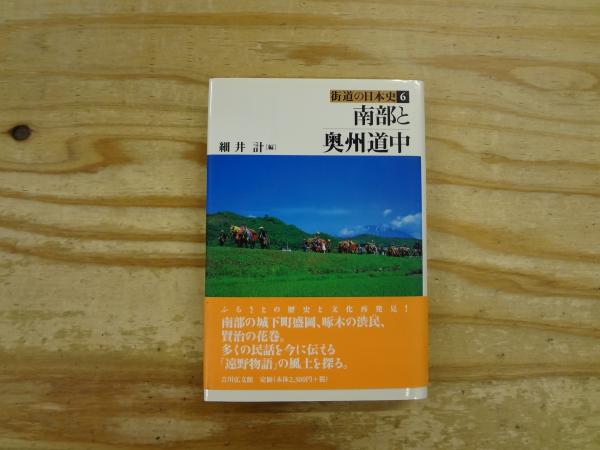 街道の日本史 6
南部と
奥州道中
細井 計[編]
ふるさとの歴史と文化再発見!
南部の城下町盛岡、啄木の渋民、
賢治の花巻。
多くの民話を今に伝える
『遠野物語』の風土を探る。
吉川弘文館 定価(本体2,300円+税)